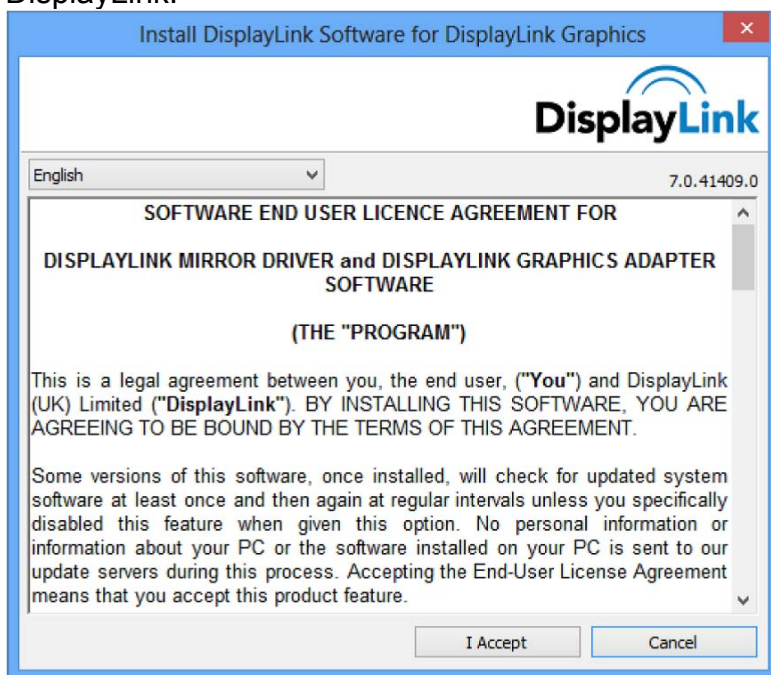 DisplayLink.
Install DisplayLink Software for DisplayLink Graphics
DisplayLink
English
7.0.41409.0
SOFTWARE END USER LICENCE AGREEMENT FOR
DISPLAYLINK MIRROR DRIVER and DISPLAYLINK GRAPHICS ADAPTER
SOFTWARE
(THE "PROGRAM")
This is a legal agreement between you, the end user, ("You") and DisplayLink
(UK) Limited ("DisplayLink"). BY INSTALLING THIS SOFTWARE, YOU ARE
AGREEING TO BE BOUND BY THE TERMS OF THIS AGREEMENT.
Some versions of this software, once installed, will check for updated system
software at least once and then again at regular intervals unless you specifically
disabled this feature when given this option. No personal information or
information about your PC or the software installed on your PC is sent to our
update servers during this process. Accepting the End-User License Agreement
means that you accept this product feature.
I Accept
Cancel